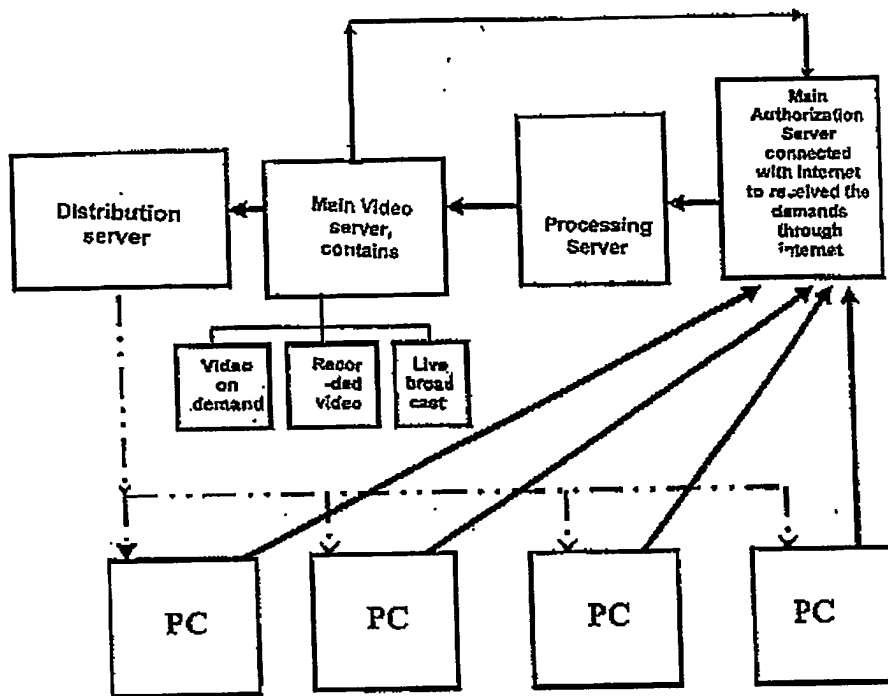 Main
Authorization
Server
connected
with Internet
to received the
demands
through
internet
Distribution
server
Main Video
server,
contains
Processing
Server
Video
on
demand
Recor
-ded
video
Live
broad
cast
PC
PC
PC
PC